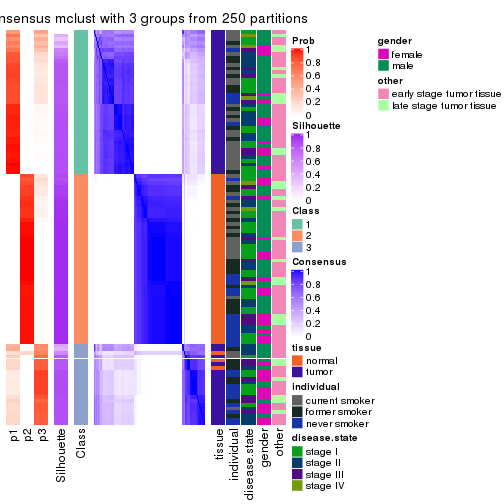 nsensus mclust with 3 groups from 250 partitions
Prob
1
0.8
0.6
0.4
0.2
0
Silhouette
1
0.8
0.6
0.4
0.2
0
Class
1
2
3
Consensus
1
0.8
0.6
0.4
0.2
0
tissue
normal
tumor
individual
current smoker
former smoker
never smoker
disease.state
stage I
stage II
stage III
stage IV
gender
female
male
other
early stage tumor tissue
late stage tumor tissue
p1
p2
p3
Silhouette
Class
tissue
individual
disease.state
gender
other